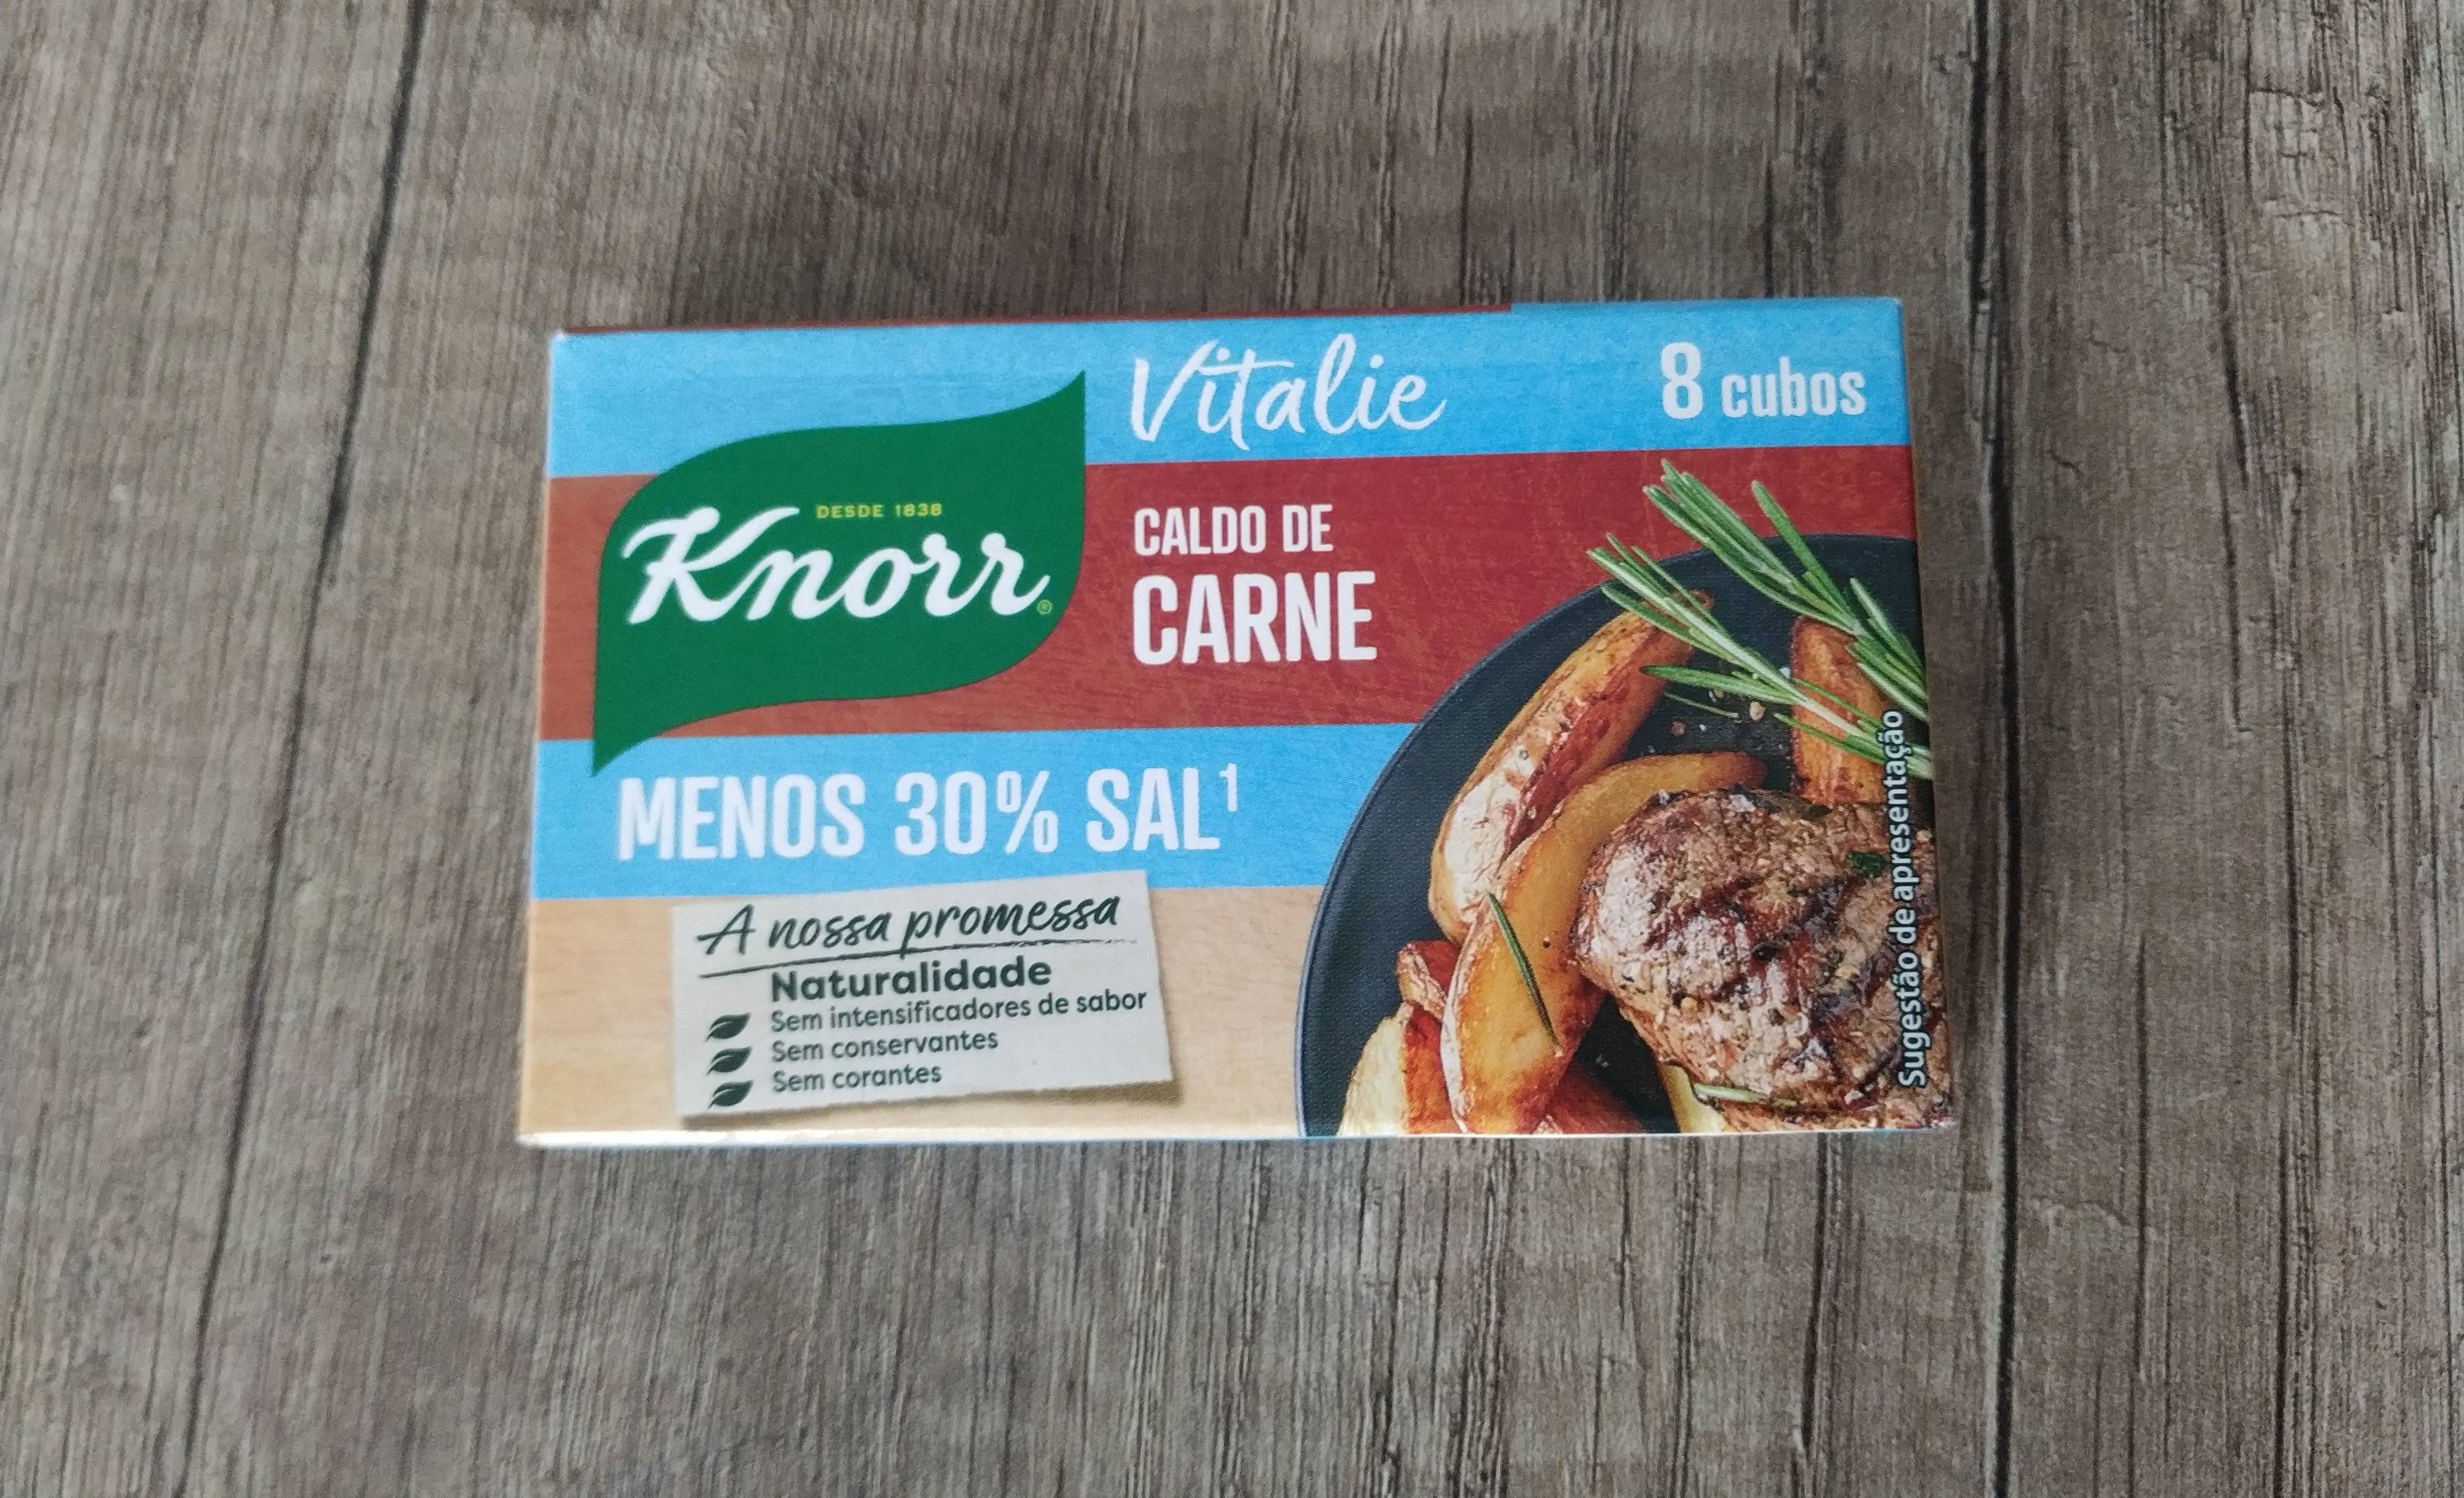 Vitalie
8 cubos
DESDE 1838
Knorr®
CALDO DE
CARNE
MENOS 30% SAL¹
A nossa promessa
Naturalidade
Sem intensificadores de sabor
Sem conservantes
Sem corantes
Sugestão de apresentação